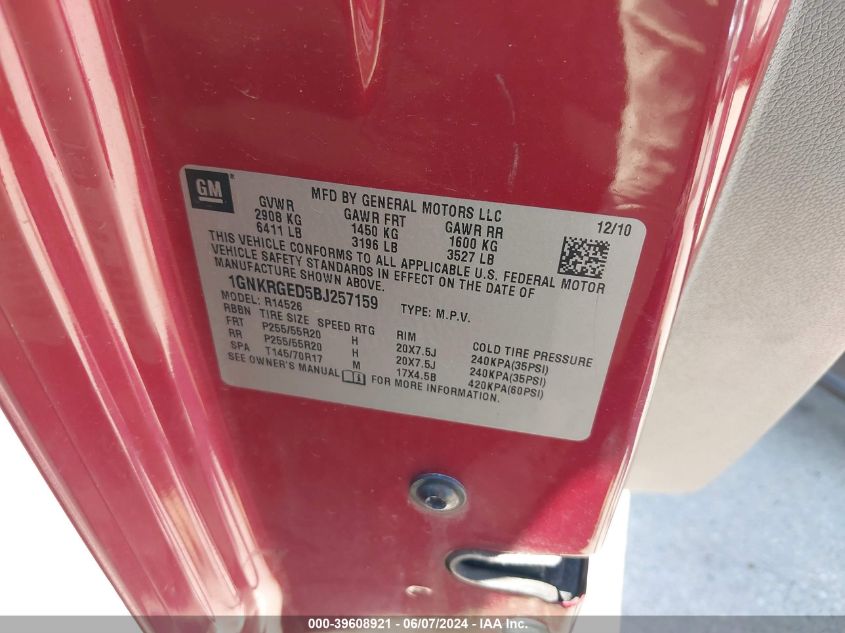 GM
MFD BY GENERAL MOTORS LLC
12/10
GVWR GAWR FRT GAWR RR
2908 KG 1450 KG 1600 KG
6411 LB 3196 LB 3527 LB
THIS VEHICLE CONFORMS TO ALL APPLICABLE U.S. FEDERAL MOTOR
VEHICLE SAFETY STANDARDS IN EFFECT ON THE DATE OF
MANUFACTURE SHOWN ABOVE.
1GNKRGED5BJ257159 TYPE: M.P.V.
MODEL: R14526
RBBN TIRE SIZE SPEED RTG RIM COLD TIRE PRESSURE
FRT P255/55R20 H 20X7.5J 240KPA(35PSI)
RR P255/55R20 H 20X7.5J 240KPA(35PSI)
SPA T145/70R17 M 17X4.5B 420KPA(60PSI)
SEE OWNER'S MANUAL FOR MORE INFORMATION.
000-39608921 - 06/07/2024 - IAA Inc.